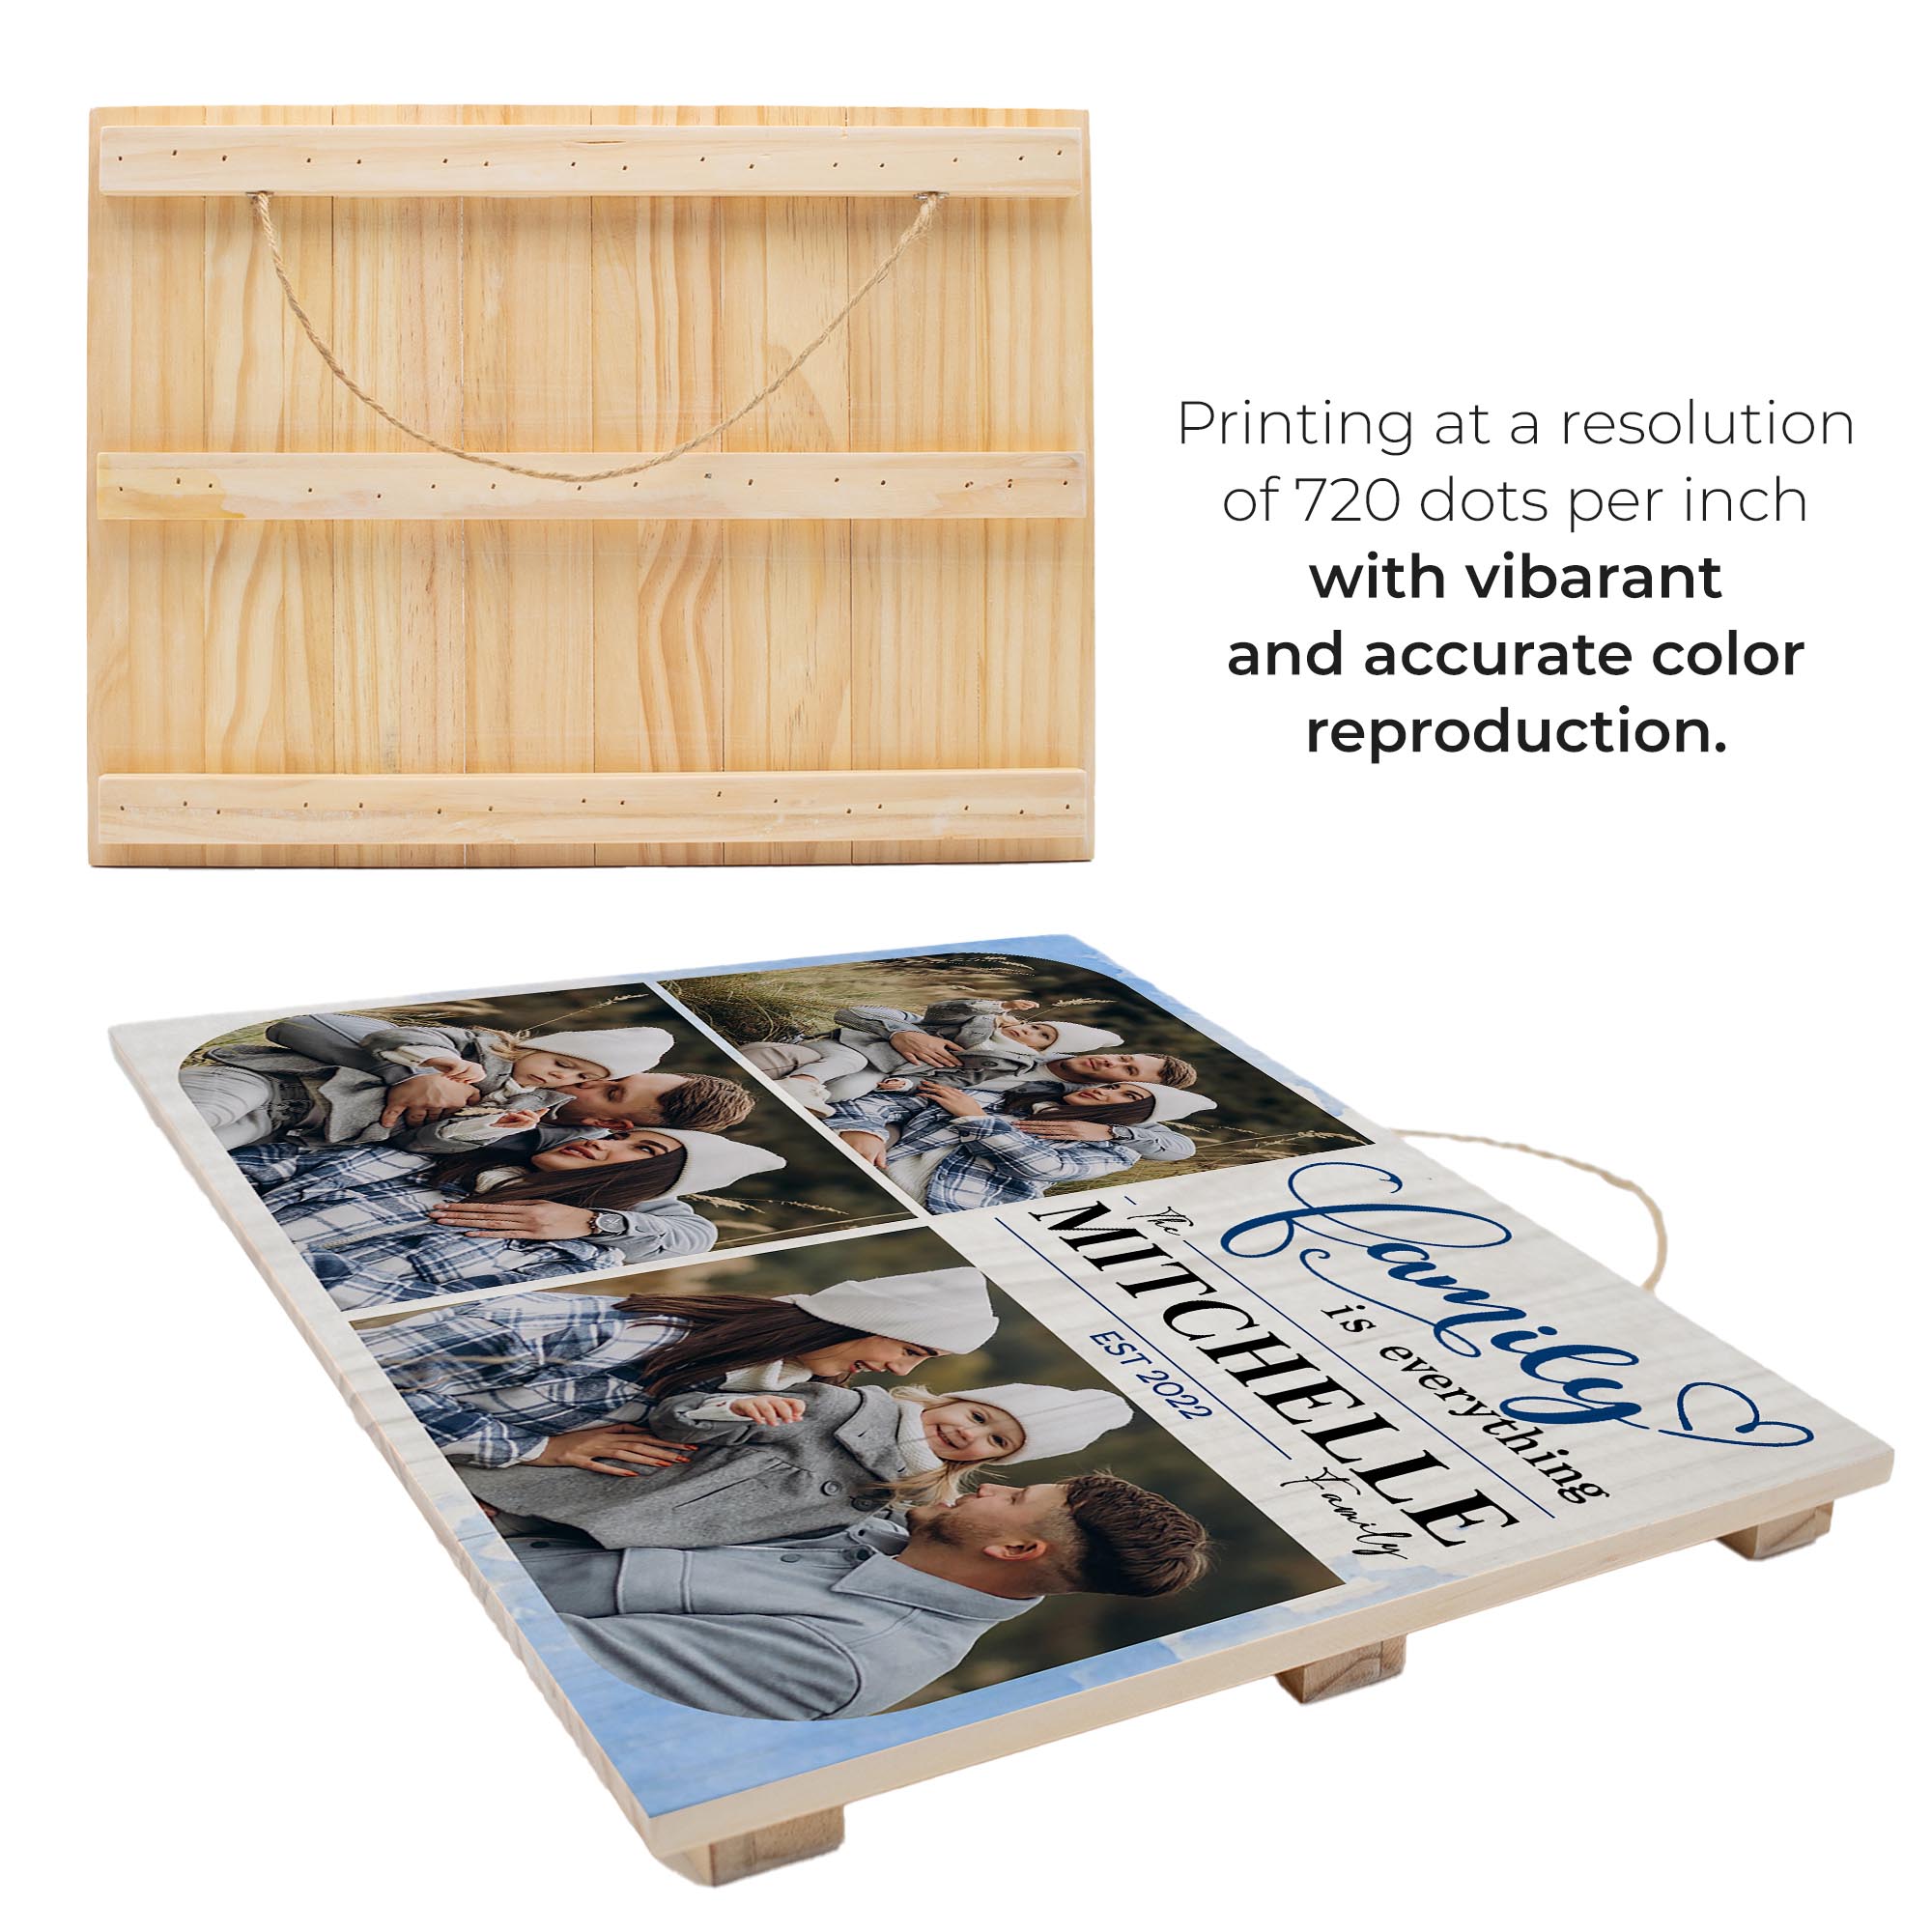 Printing at a resolution
of 720 dots per inch
with vibarant
and accurate color
reproduction.
family
is everything
The
MITCHELLE
EST 2022
Family